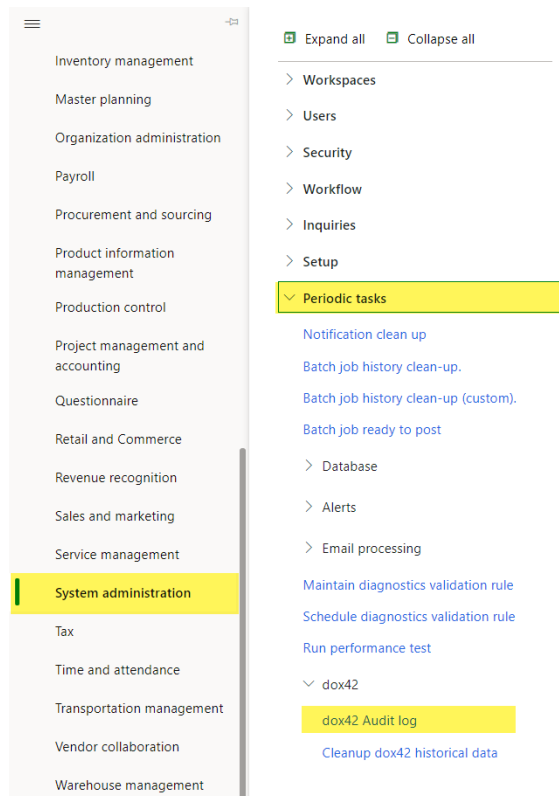 Inventory management
Master planning
Organization administration
Payroll
Procurement and sourcing
Product information
management
Production control
Project management and
accounting
Questionnaire
Retail and Commerce
Revenue recognition
Sales and marketing
Service management
System administration
Tax
Time and attendance
Transportation management
Vendor collaboration
Warehouse management
Expand all
Collapse all
Workspaces
Users
Security
Workflow
Inquiries
Setup
Periodic tasks
Notification clean up
Batch job history clean-up.
Batch job history clean-up (custom).
Batch job ready to post
Database
Alerts
Email processing
Maintain diagnostics validation rule
Schedule diagnostics validation rule
Run performance test
dox42
dox42 Audit log
Cleanup dox42 historical data